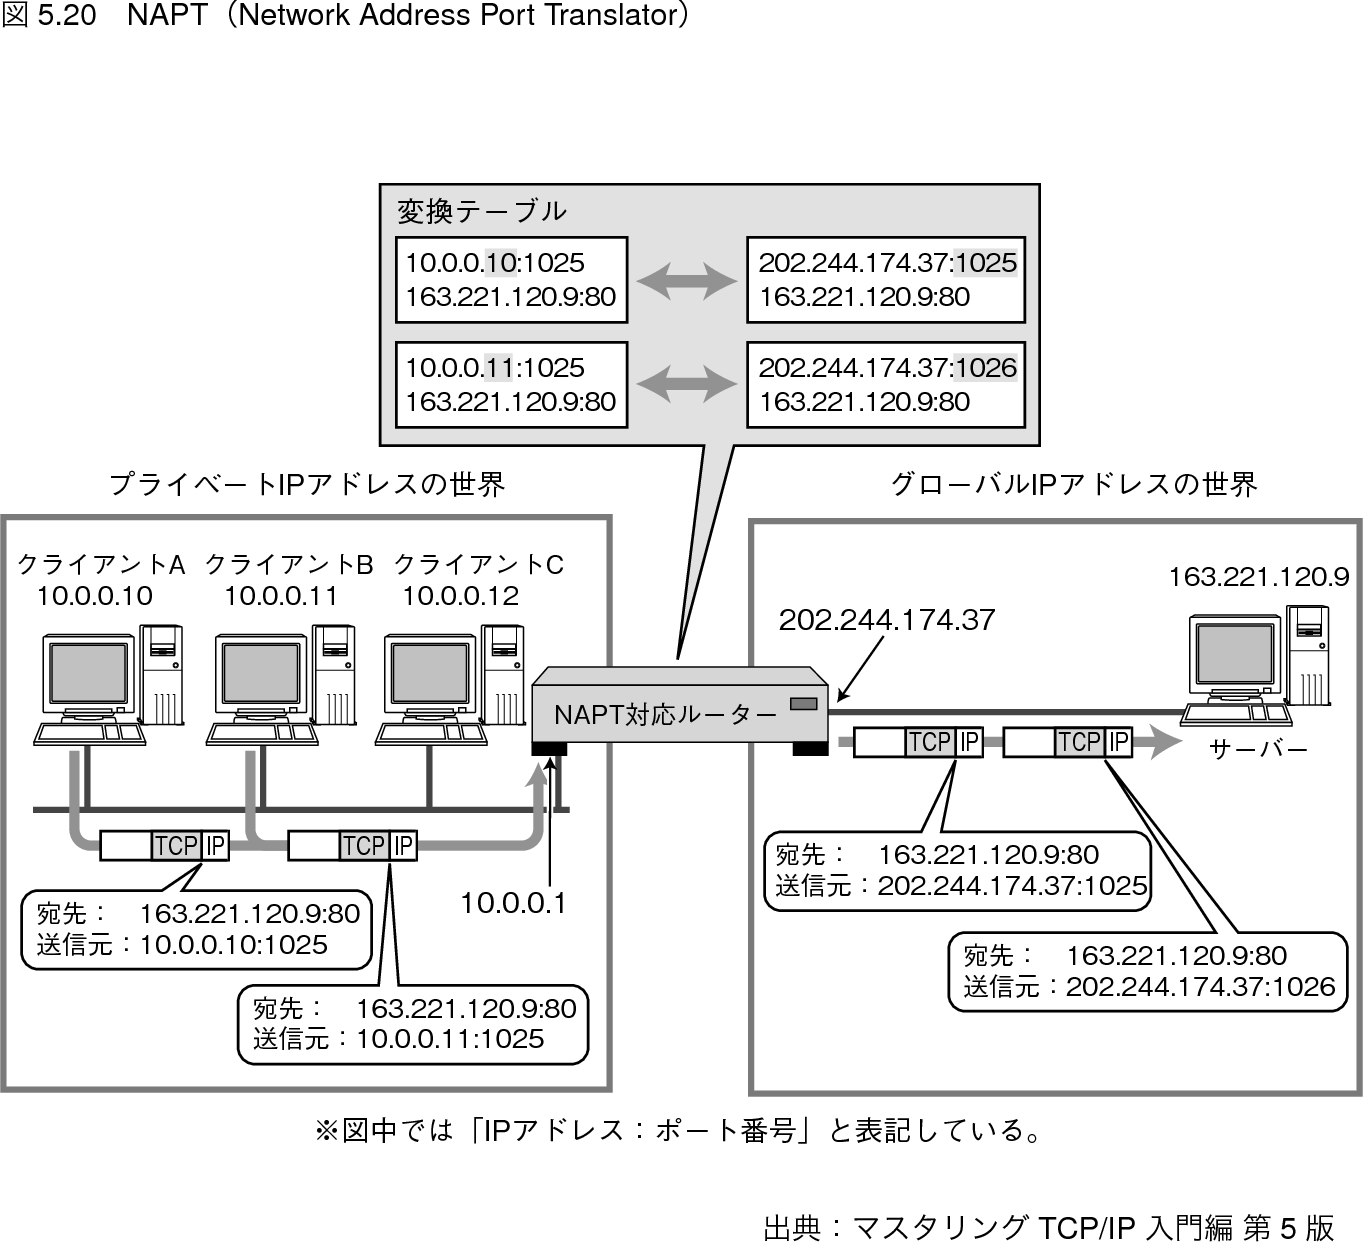 図 5.20　NAPT（Network Address Port Translator）
変換テーブル
10.0.0.10:1025
163.221.120.9:80
202.244.174.37:1025
163.221.120.9:80
10.0.0.11:1025
163.221.120.9:80
202.244.174.37:1026
163.221.120.9:80
プライベートIPアドレスの世界
グローバルIPアドレスの世界
クライアントA
10.0.0.10
クライアントB
10.0.0.11
クライアントC
10.0.0.12
NAPT対応ルーター
202.244.174.37
163.221.120.9
サーバー
TCP IP
TCP IP
TCP IP
TCP IP
10.0.0.1
宛先：　163.221.120.9:80
送信元：10.0.0.10:1025
宛先：　163.221.120.9:80
送信元：10.0.0.11:1025
宛先：　163.221.120.9:80
送信元：202.244.174.37:1025
宛先：　163.221.120.9:80
送信元：202.244.174.37:1026
※図中では「IPアドレス：ポート番号」と表記している。
出典：マスタリング TCP/IP 入門編 第 5 版